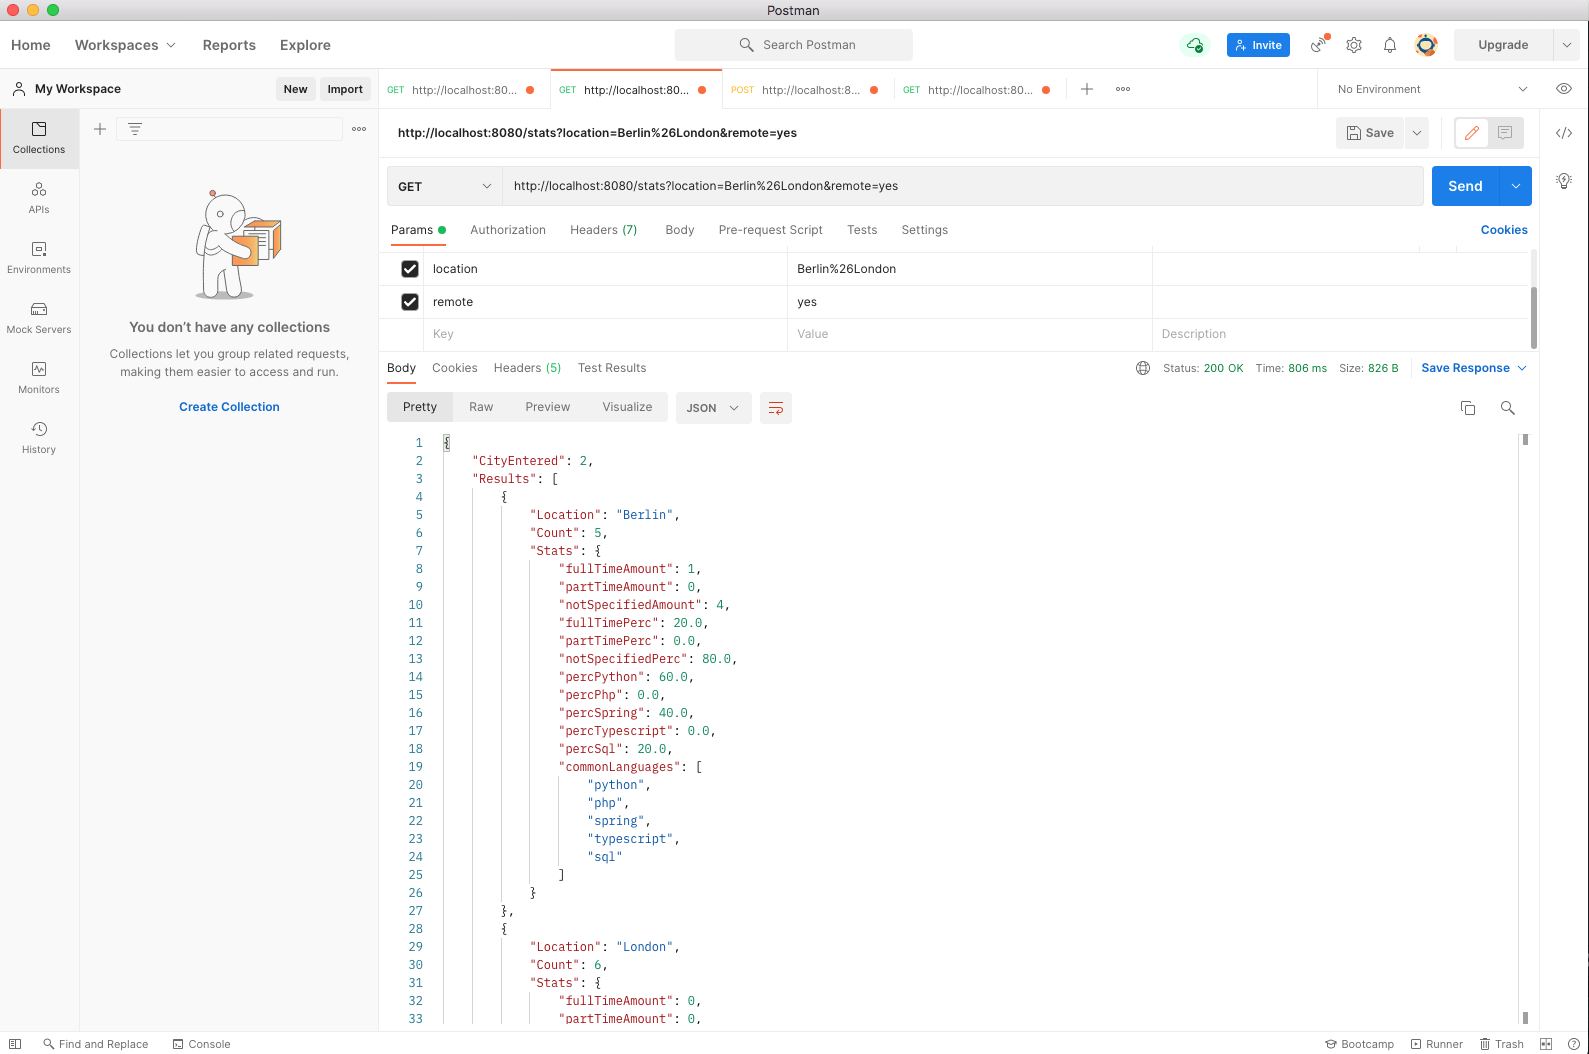 Postman
Home Workspaces Reports Explore Search Postman Invite Upgrade
My Workspace New Import GET http://localhost:80... GET http://localhost:80... POST http://localhost:8... GET http://localhost:80... No Environment
http://localhost:8080/stats?location=Berlin%26London&remote=yes Save
GET http://localhost:8080/stats?location=Berlin%26London&remote=yes Send
Params Authorization Headers (7) Body Pre-request Script Tests Settings Cookies
location Berlin%26London
remote yes
Key Value Description
Body Cookies Headers (5) Test Results Status: 200 OK Time: 806 ms Size: 826 B Save Response
Pretty Raw Preview Visualize JSON
Collections
APIs
Environments
Mock Servers
Monitors
History
You don't have any collections
Collections let you group related requests,
making them easier to access and run.
Create Collection
1 {
2 "CityEntered": 2,
3 "Results": [
4 {
5 "Location": "Berlin",
6 "Count": 5,
7 "Stats": {
8 "fullTimeAmount": 1,
9 "partTimeAmount": 0,
10 "notSpecifiedAmount": 4,
11 "fullTimePerc": 20.0,
12 "partTimePerc": 0.0,
13 "notSpecifiedPerc": 80.0,
14 "percPython": 60.0,
15 "percPhp": 0.0,
16 "percSpring": 40.0,
17 "percTypescript": 0.0,
18 "percSql": 20.0,
19 "commonLanguages": [
20 "python",
21 "php",
22 "spring",
23 "typescript",
24 "sql"
25 ]
26 }
27 },
28 {
29 "Location": "London",
30 "Count": 6,
31 "Stats": {
32 "fullTimeAmount": 0,
33 "partTimeAmount": 0,
Find and Replace Console Bootcamp Runner Trash